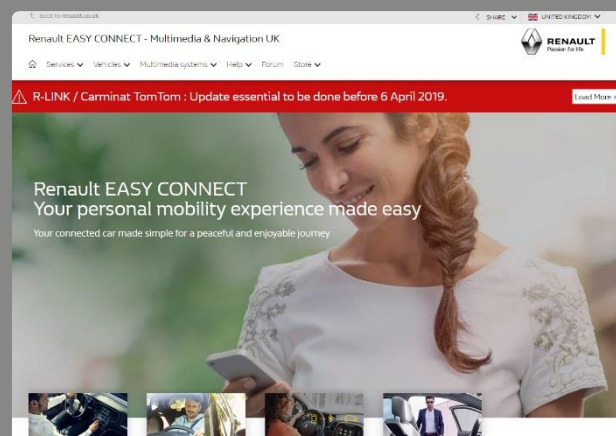 Back to renault.co.uk
SHARE
UNITED KINGDOM
Renault EASY CONNECT - Multimedia & Navigation UK
RENAULT
Passion for life
Services
Vehicles
Multimedia systems
Help
Forum
Store
R-LINK / Carminat TomTom : Update essential to be done before 6 April 2019.
Load More
Renault EASY CONNECT
Your personal mobility experience made easy
Your connected car made simple for a peaceful and enjoyable journey